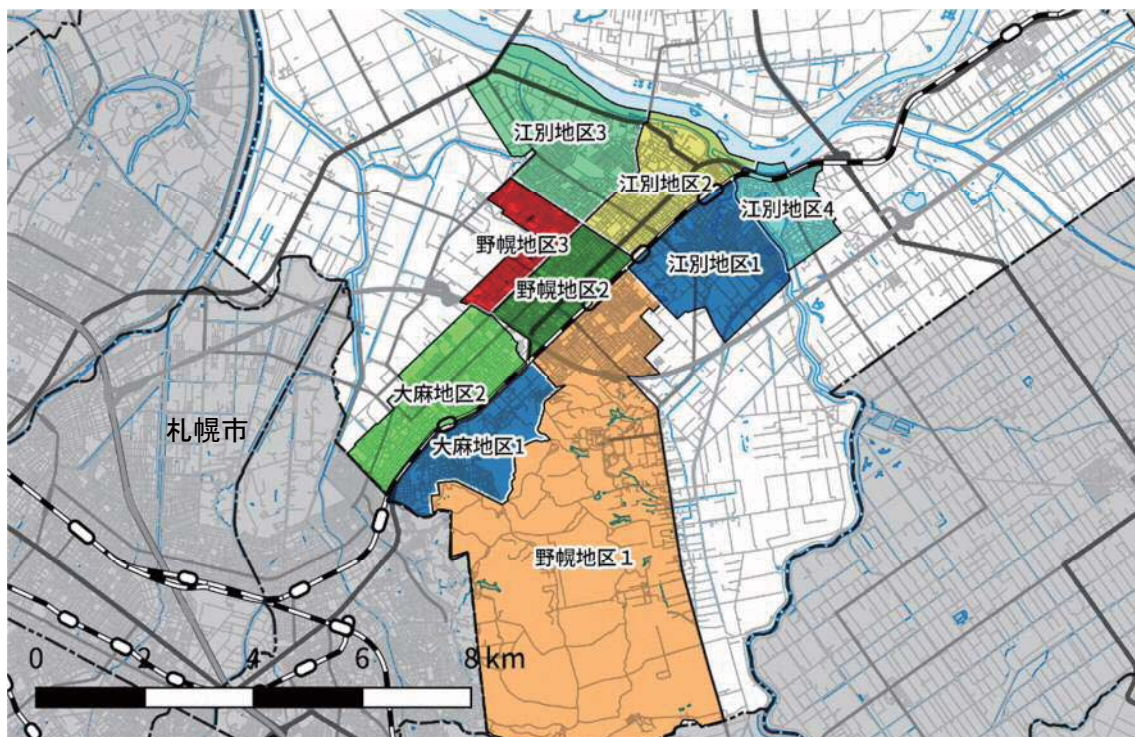 江別地区3
江別地区2
江別地区4
野幌地区3
江別地区1
野幌地区2
大麻地区2
札幌市
大麻地区1
野幌地区1
0 2 4 6 8 km